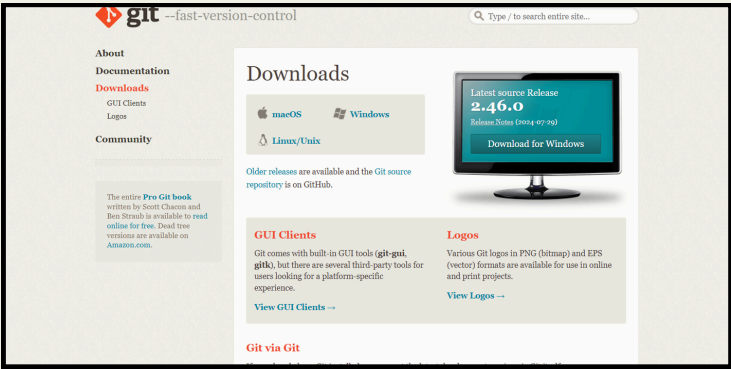 git --fast-version-control
Type / to search entire site...
About
Documentation
Downloads
GUI Clients
Logos
Community
The entire Pro Git book
written by Scott Chacon and
Ben Straub is available to read
online for free. Dead tree
versions are available on
Amazon.com.
Downloads
macOS
Windows
Linux/Unix
Older releases are available and the Git source
repository is on GitHub.
Latest source Release
2.46.0
Release Notes (2024-07-29)
Download for Windows
GUI Clients
Git comes with built-in GUI tools (git-gui,
gitk), but there are several third-party tools for
users looking for a platform-specific
experience.
View GUI Clients →
Logos
Various Git logos in PNG (bitmap) and EPS
(vector) formats are available for use in online
and print projects.
View Logos →
Git via Git